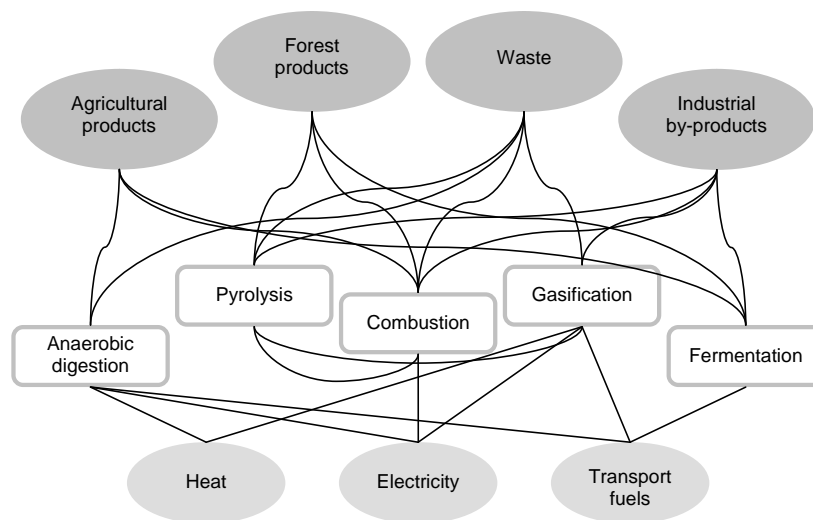 Forest
products
Waste
Agricultural
products
Industrial
by-products
Pyrolysis
Gasification
Combustion
Anaerobic
digestion
Fermentation
Heat
Electricity
Transport
fuels